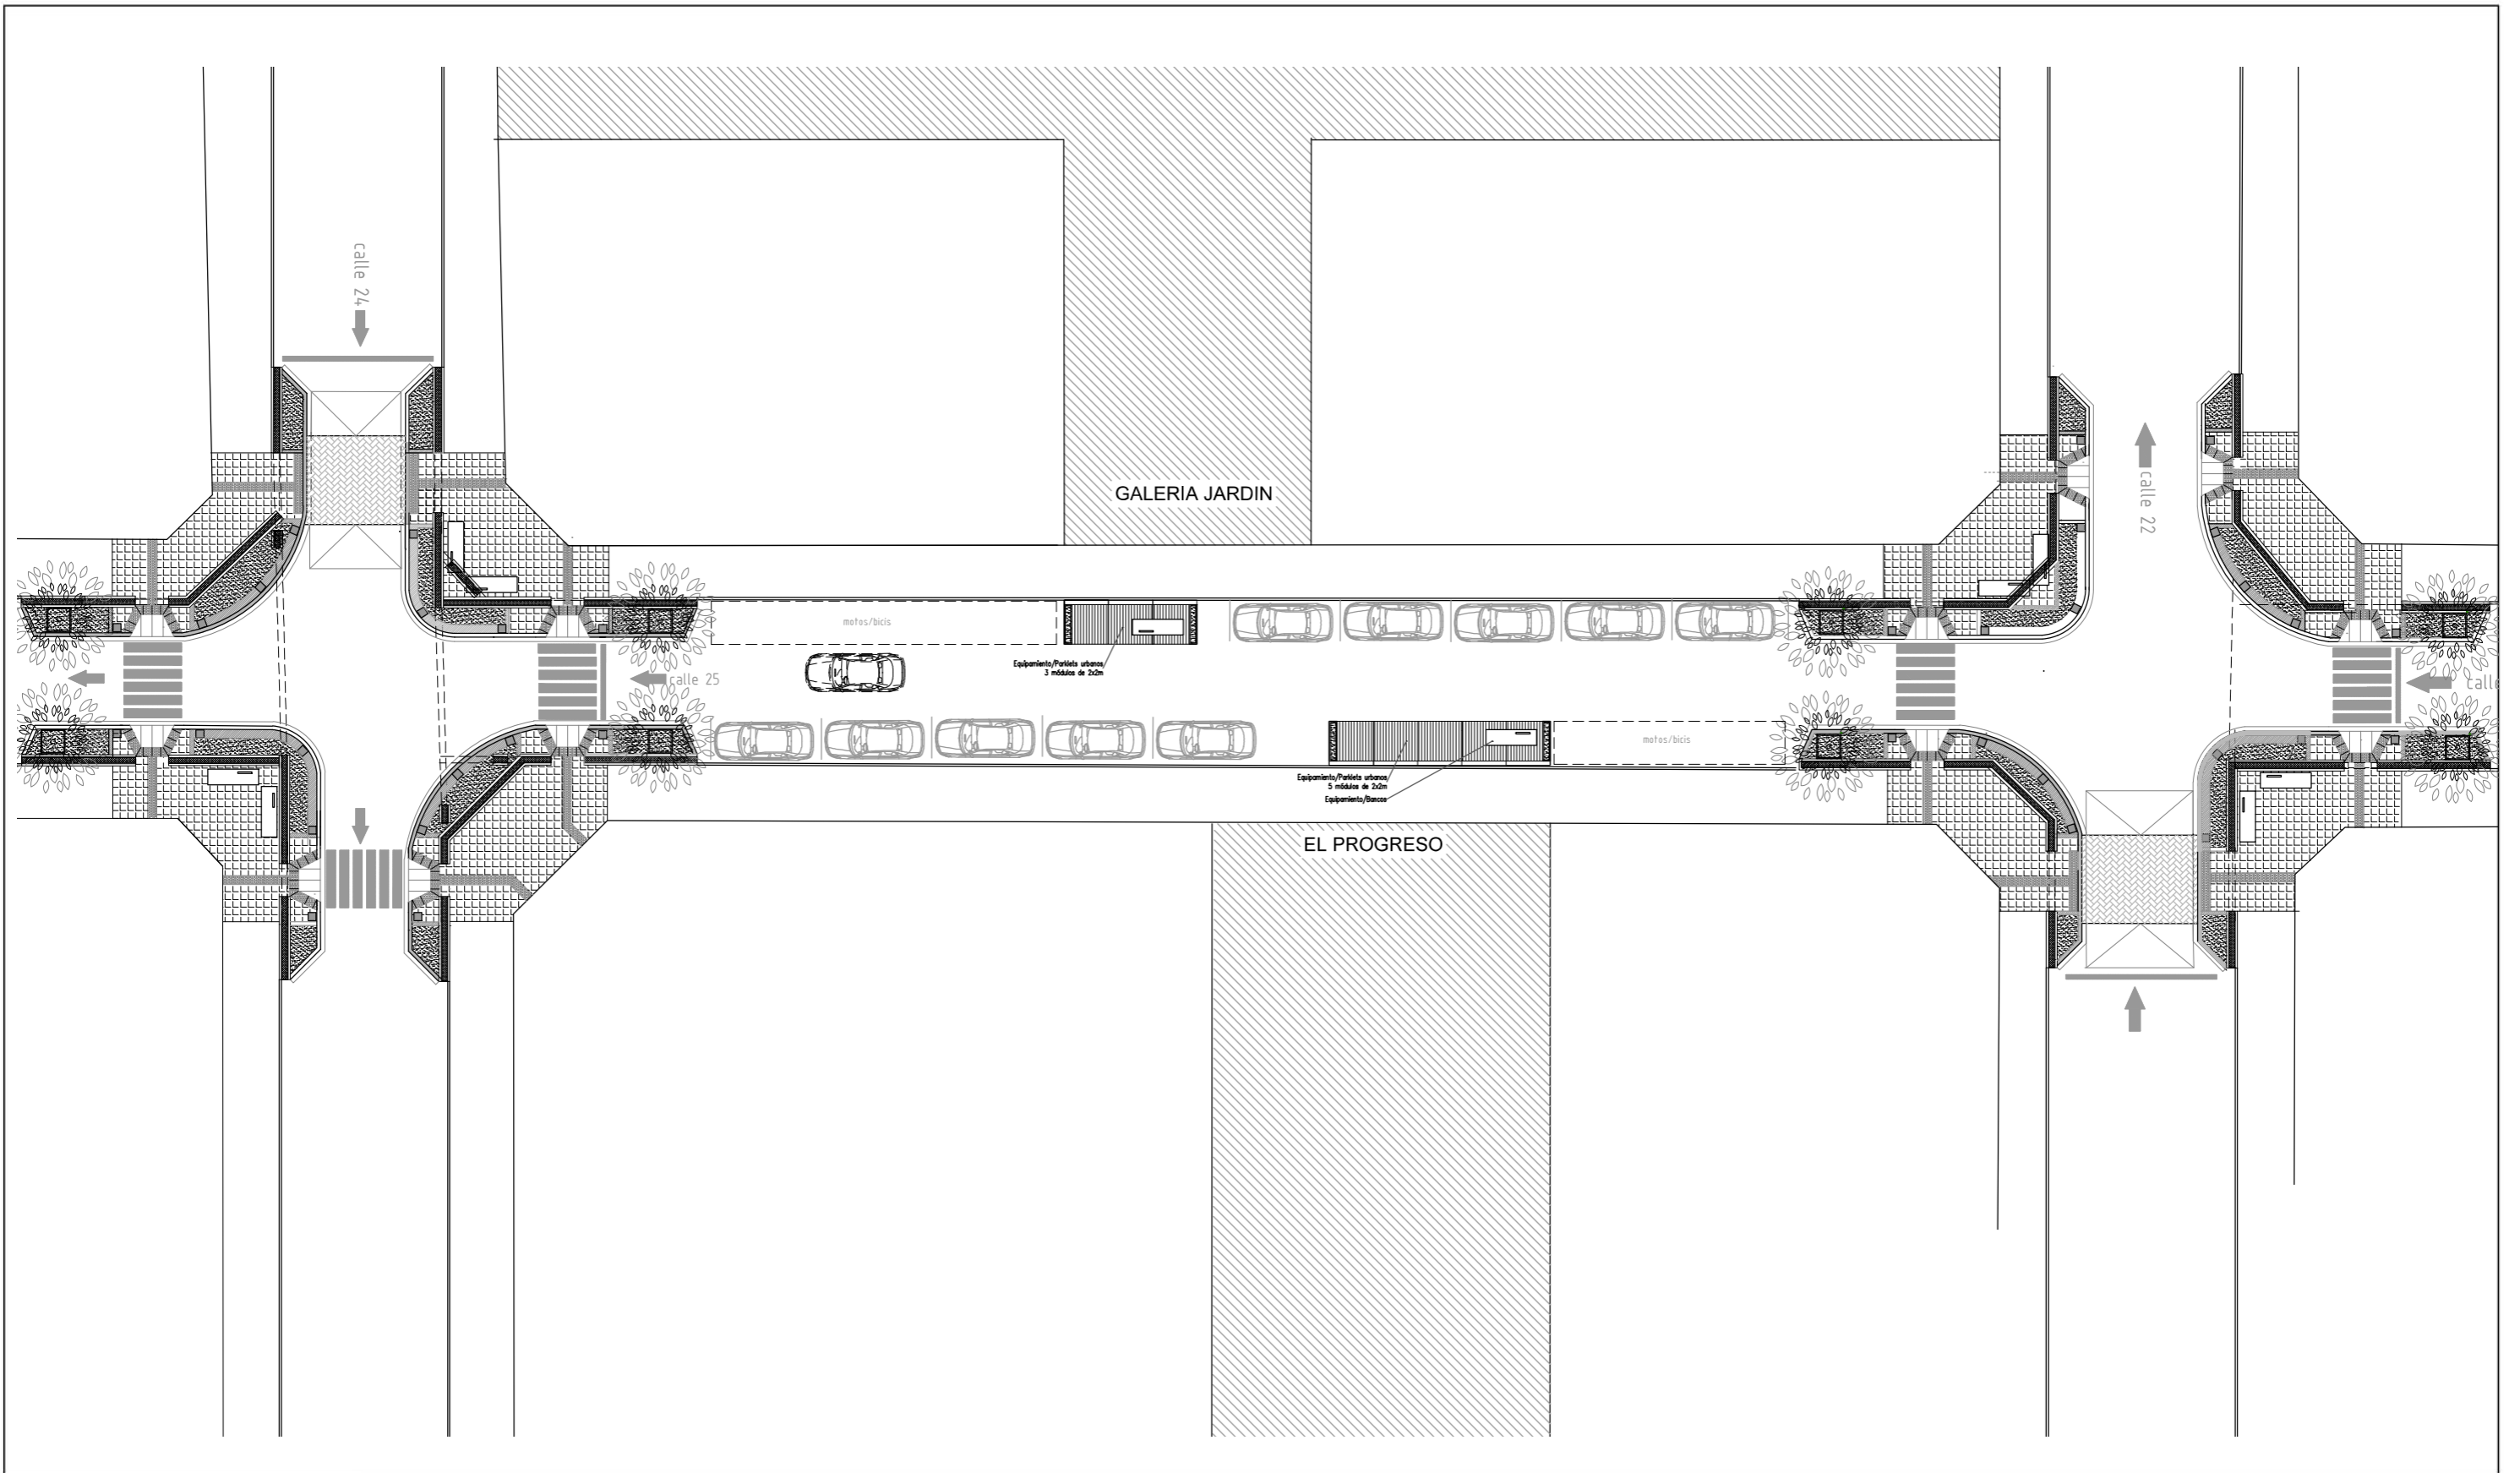 calle 24
GALERIA JARDIN
calle 22
motos/bicis
Equipamiento/Parklets urbanos
3 módulos de 2x2m
calle 25
calle
motos/bicis
Equipamiento/Parklets urbanos
5 módulos de 2x2m
Equipamiento/Bancos
EL PROGRESO